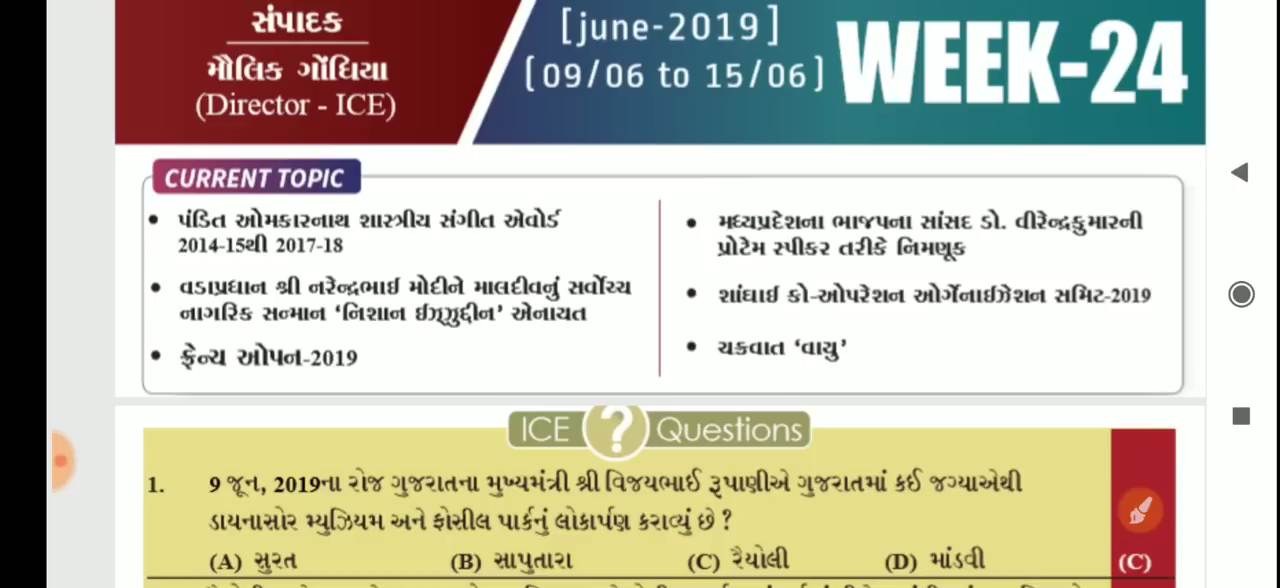 સંપાદક
મૌલિક ગોંધિયા
(Director - ICE)
[june-2019]
[09/06 to 15/06]
WEEK-24
CURRENT TOPIC
• પંડિત ઓમકારનાથ શાસ્ત્રીય સંગીત એવોર્ડ
2014-15થી 2017-18
• વડાપ્રધાન શ્રી નરેન્દ્રભાઈ મોદીને માલદીવનું સર્વોચ્ચ
નાગરિક સન્માન ‘નિશાન ઈઝ્ઝુદ્દીન’ એનાયત
• ફ્રેન્ચ ઓપન-2019
• મધ્યપ્રદેશના ભાજપના સાંસદ ડો. વીરેન્દ્રકુમારની
પ્રોટેમ સ્પીકર તરીકે નિમણૂક
• શાંઘાઈ કો-ઓપરેશન ઓર્ગેનાઈઝેશન સમિટ-2019
• ચક્રવાત ‘વાયુ’
ICE ? Questions
1. 9 જૂન, 2019ના રોજ ગુજરાતના મુખ્યમંત્રી શ્રી વિજયભાઈ રૂપાણીએ ગુજરાતમાં કઈ જગ્યાએથી
ડાયનાસોર મ્યુઝિયમ અને ફોસીલ પાર્કનું લોકાર્પણ કરાવ્યું છે ?
(A) સુરત (B) સાપુતારા (C) રૈયોલી (D) માંડવી (C)